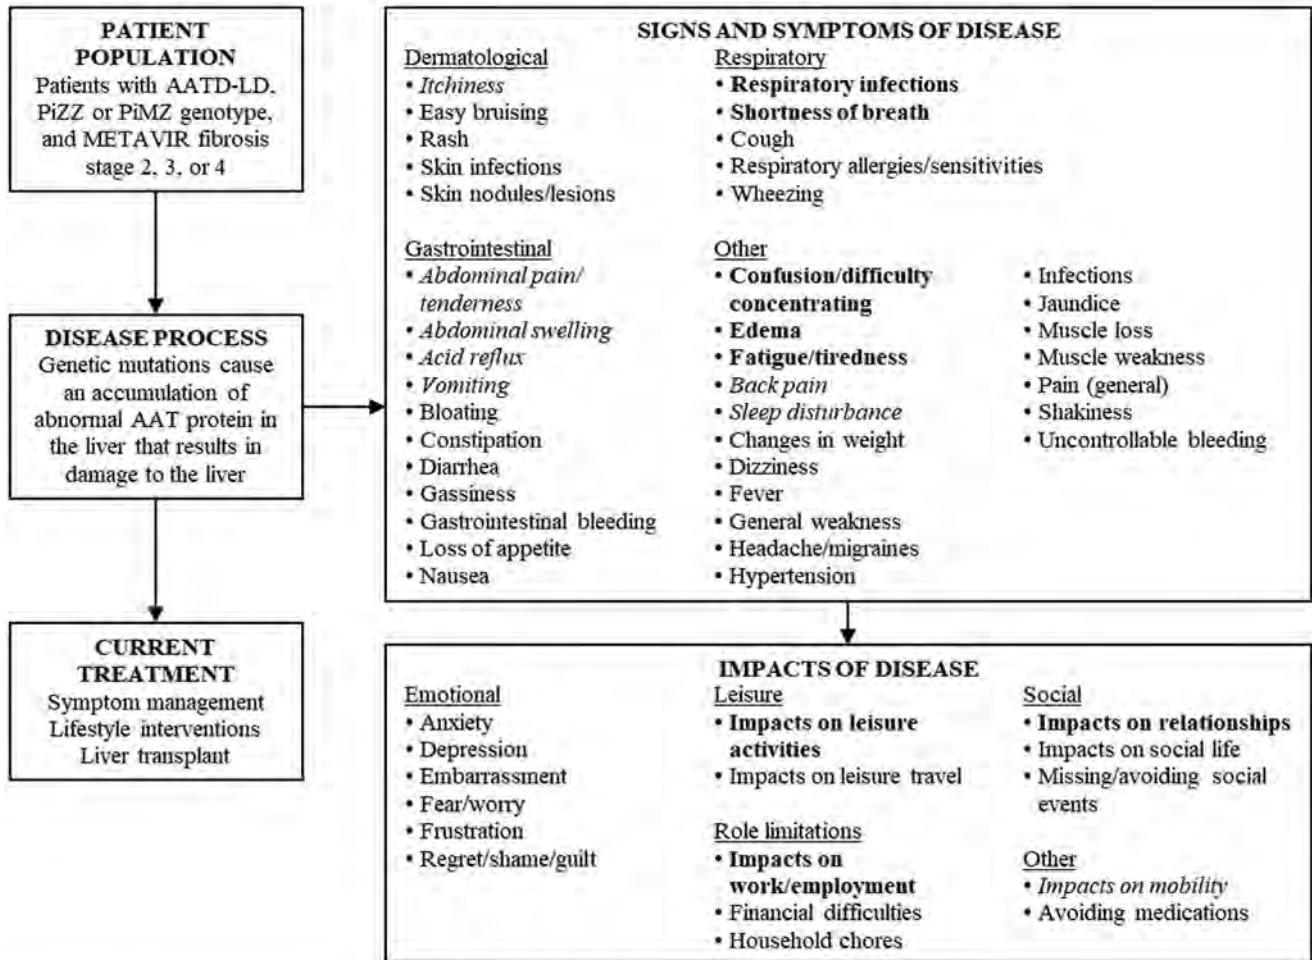 PATIENT
POPULATION
Patients with AATD-LD,
PiZZ or PiMZ genotype,
and METAVIR fibrosis
stage 2, 3, or 4
DISEASE PROCESS
Genetic mutations cause
an accumulation of
abnormal AAT protein in
the liver that results in
damage to the liver
CURRENT
TREATMENT
Symptom management
Lifestyle interventions
Liver transplant
SIGNS AND SYMPTOMS OF DISEASE
Dermatological
• Itchiness
• Easy bruising
• Rash
• Skin infections
• Skin nodules/lesions
Respiratory
• Respiratory infections
• Shortness of breath
• Cough
• Respiratory allergies/sensitivities
• Wheezing
Gastrointestinal
• Abdominal pain/
tenderness
• Abdominal swelling
• Acid reflux
• Vomiting
• Bloating
• Constipation
• Diarrhea
• Gassiness
• Gastrointestinal bleeding
• Loss of appetite
• Nausea
Other
• Confusion/difficulty
concentrating
• Edema
• Fatigue/tiredness
• Back pain
• Sleep disturbance
• Changes in weight
• Dizziness
• Fever
• General weakness
• Headache/migraines
• Hypertension
• Infections
• Jaundice
• Muscle loss
• Muscle weakness
• Pain (general)
• Shakiness
• Uncontrollable bleeding
IMPACTS OF DISEASE
Emotional
• Anxiety
• Depression
• Embarrassment
• Fear/worry
• Frustration
• Regret/shame/guilt
Leisure
• Impacts on leisure
activities
• Impacts on leisure travel
Role limitations
• Impacts on
work/employment
• Financial difficulties
• Household chores
Social
• Impacts on relationships
• Impacts on social life
• Missing/avoiding social
events
Other
• Impacts on mobility
• Avoiding medications